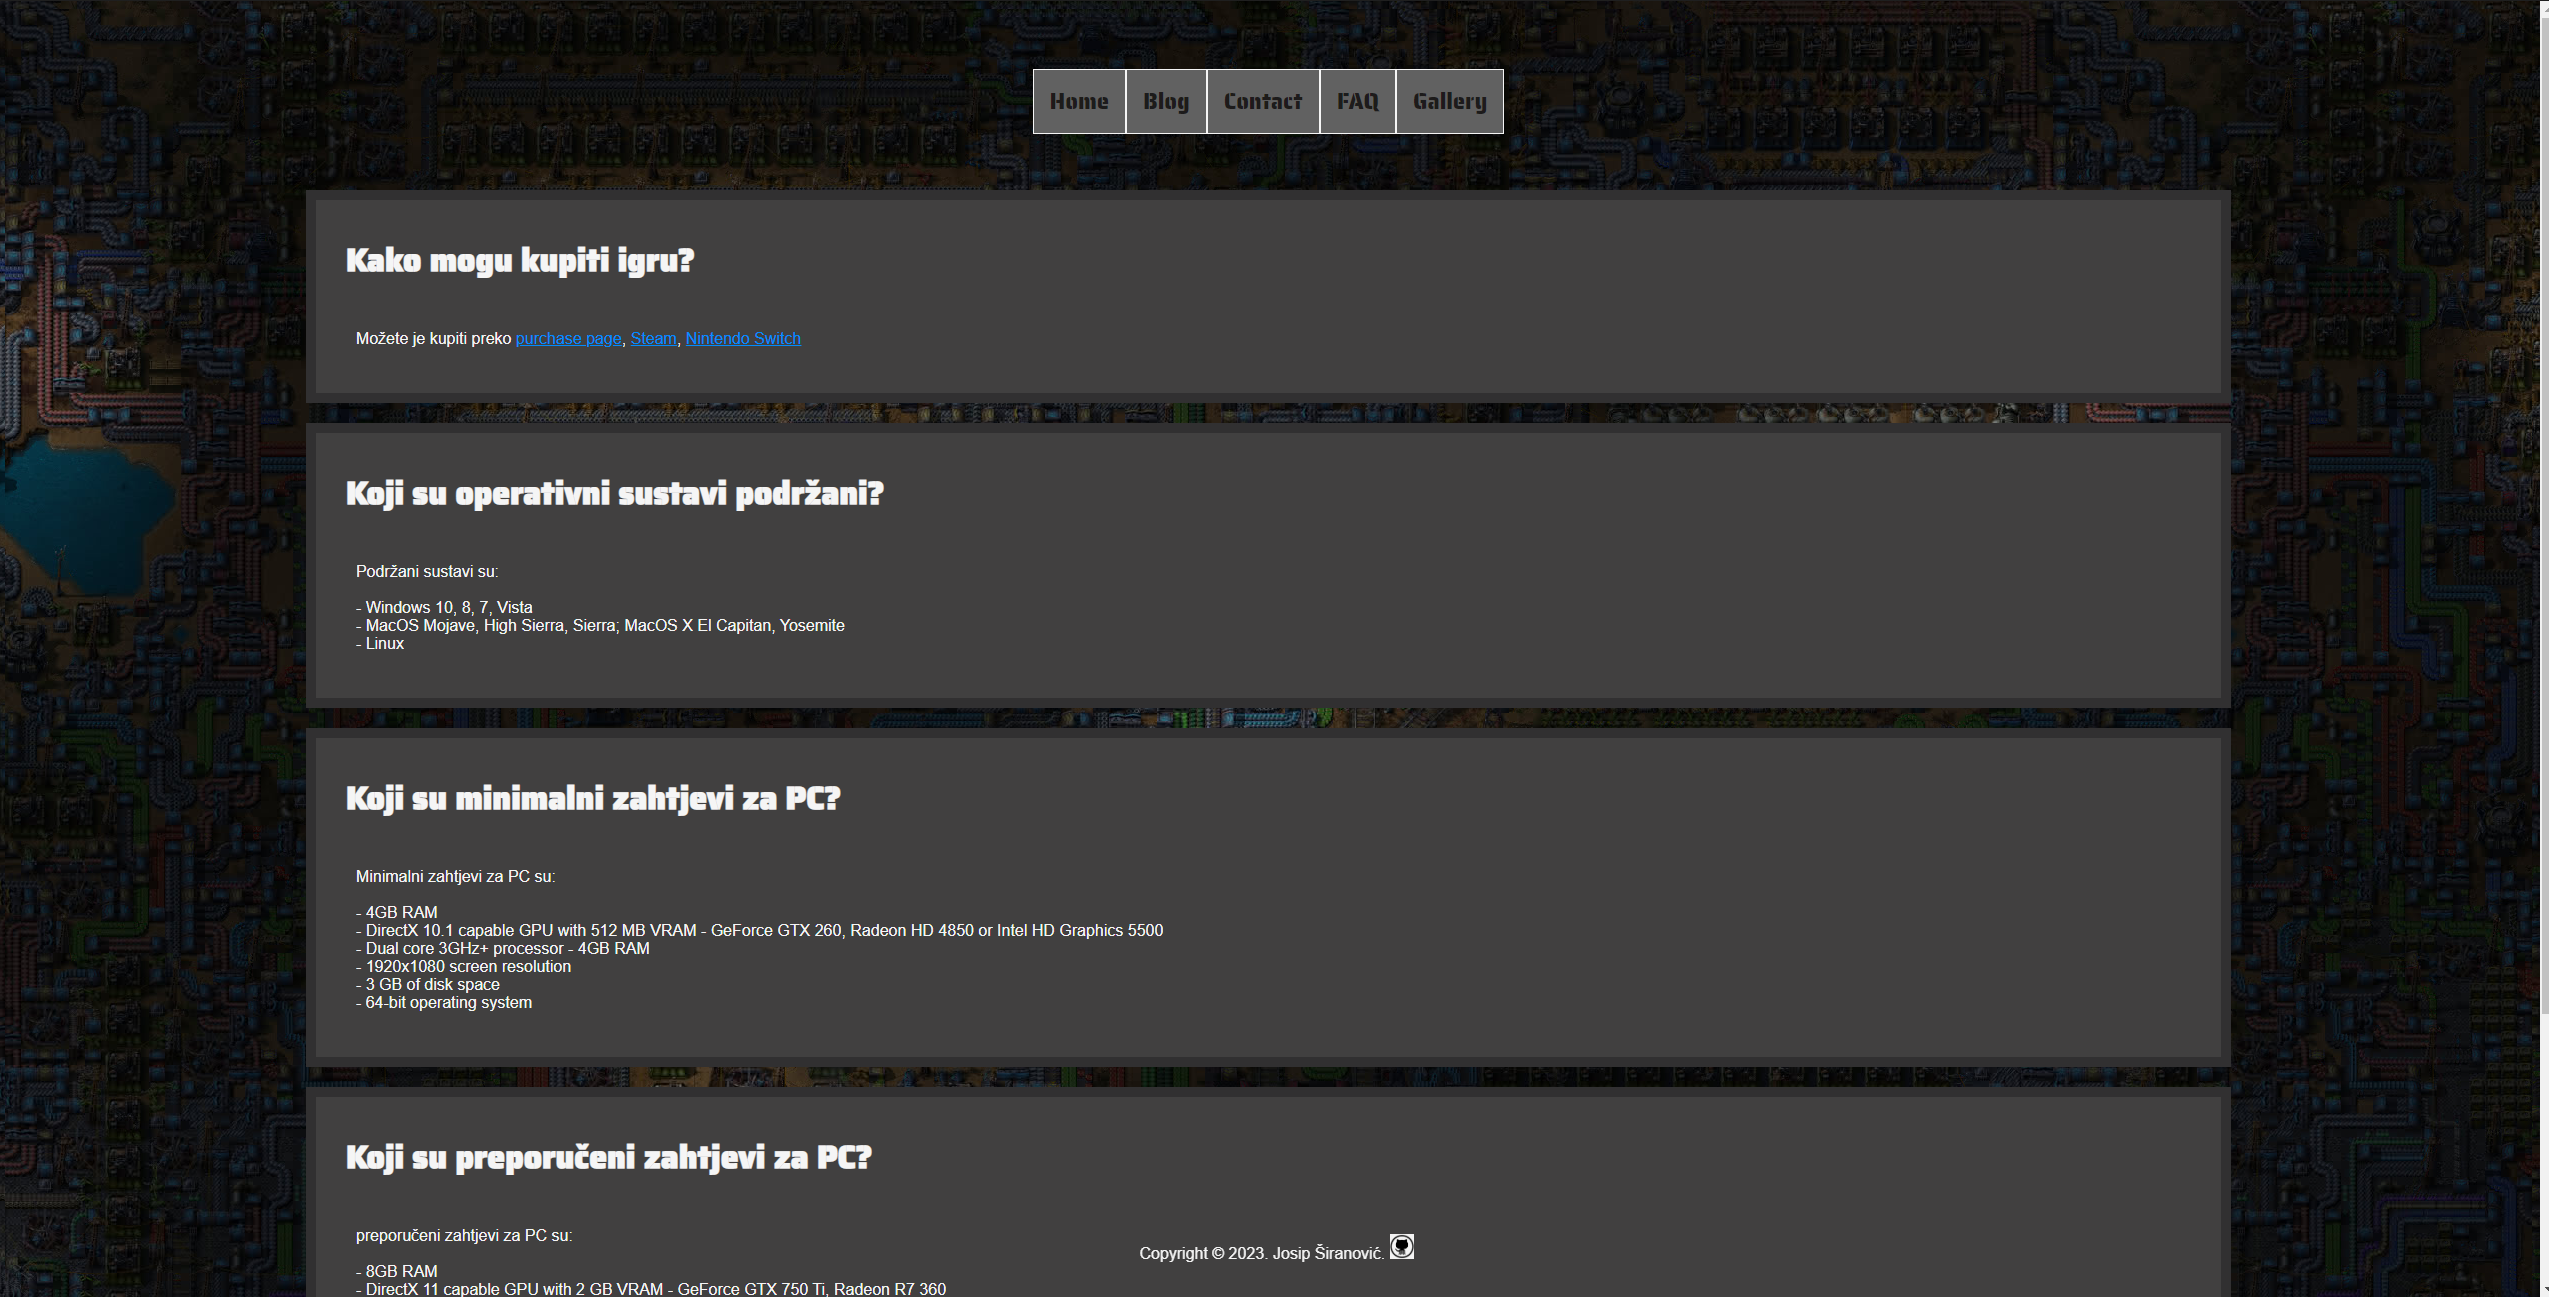 Home Blog Contact FAQ Gallery
Kako mogu kupiti igru?
Možete je kupiti preko purchase page, Steam, Nintendo Switch
Koji su operativni sustavi podržani?
Podržani sustavi su:
- Windows 10, 8, 7, Vista
- MacOS Mojave, High Sierra, Sierra; MacOS X El Capitan, Yosemite
- Linux
Koji su minimalni zahtjevi za PC?
Minimalni zahtjevi za PC su:
- 4GB RAM
- DirectX 10.1 capable GPU with 512 MB VRAM - GeForce GTX 260, Radeon HD 4850 or Intel HD Graphics 5500
- Dual core 3GHz+ processor - 4GB RAM
- 1920x1080 screen resolution
- 3 GB of disk space
- 64-bit operating system
Koji su preporučeni zahtjevi za PC?
preporučeni zahtjevi za PC su:
Copyright © 2023. Josip Širanović.
- 8GB RAM
- DirectX 11 capable GPU with 2 GB VRAM - GeForce GTX 750 Ti, Radeon R7 360